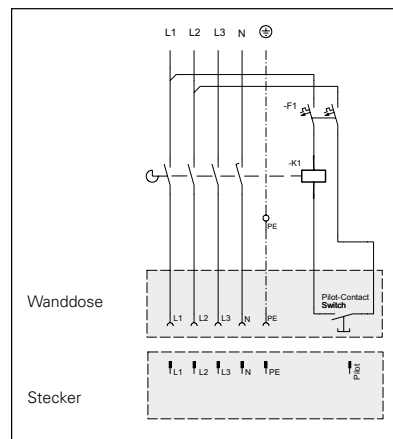 L1 L2 L3 N
-F1
-K1
PE
Pilot-Contact
Switch
Wanddose
L1 L2 L3 N PE
L1 L2 L3 N PE Pilot
Stecker